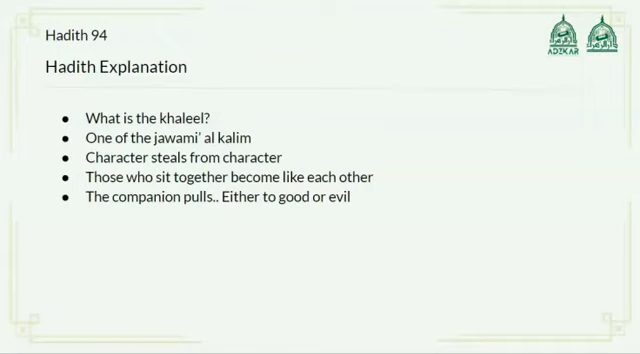 Hadith 94
ADZKAR
Hadith Explanation
● What is the khaleel?
● One of the jawami' al kalim
● Character steals from character
● Those who sit together become like each other
● The companion pulls.. Either to good or evil